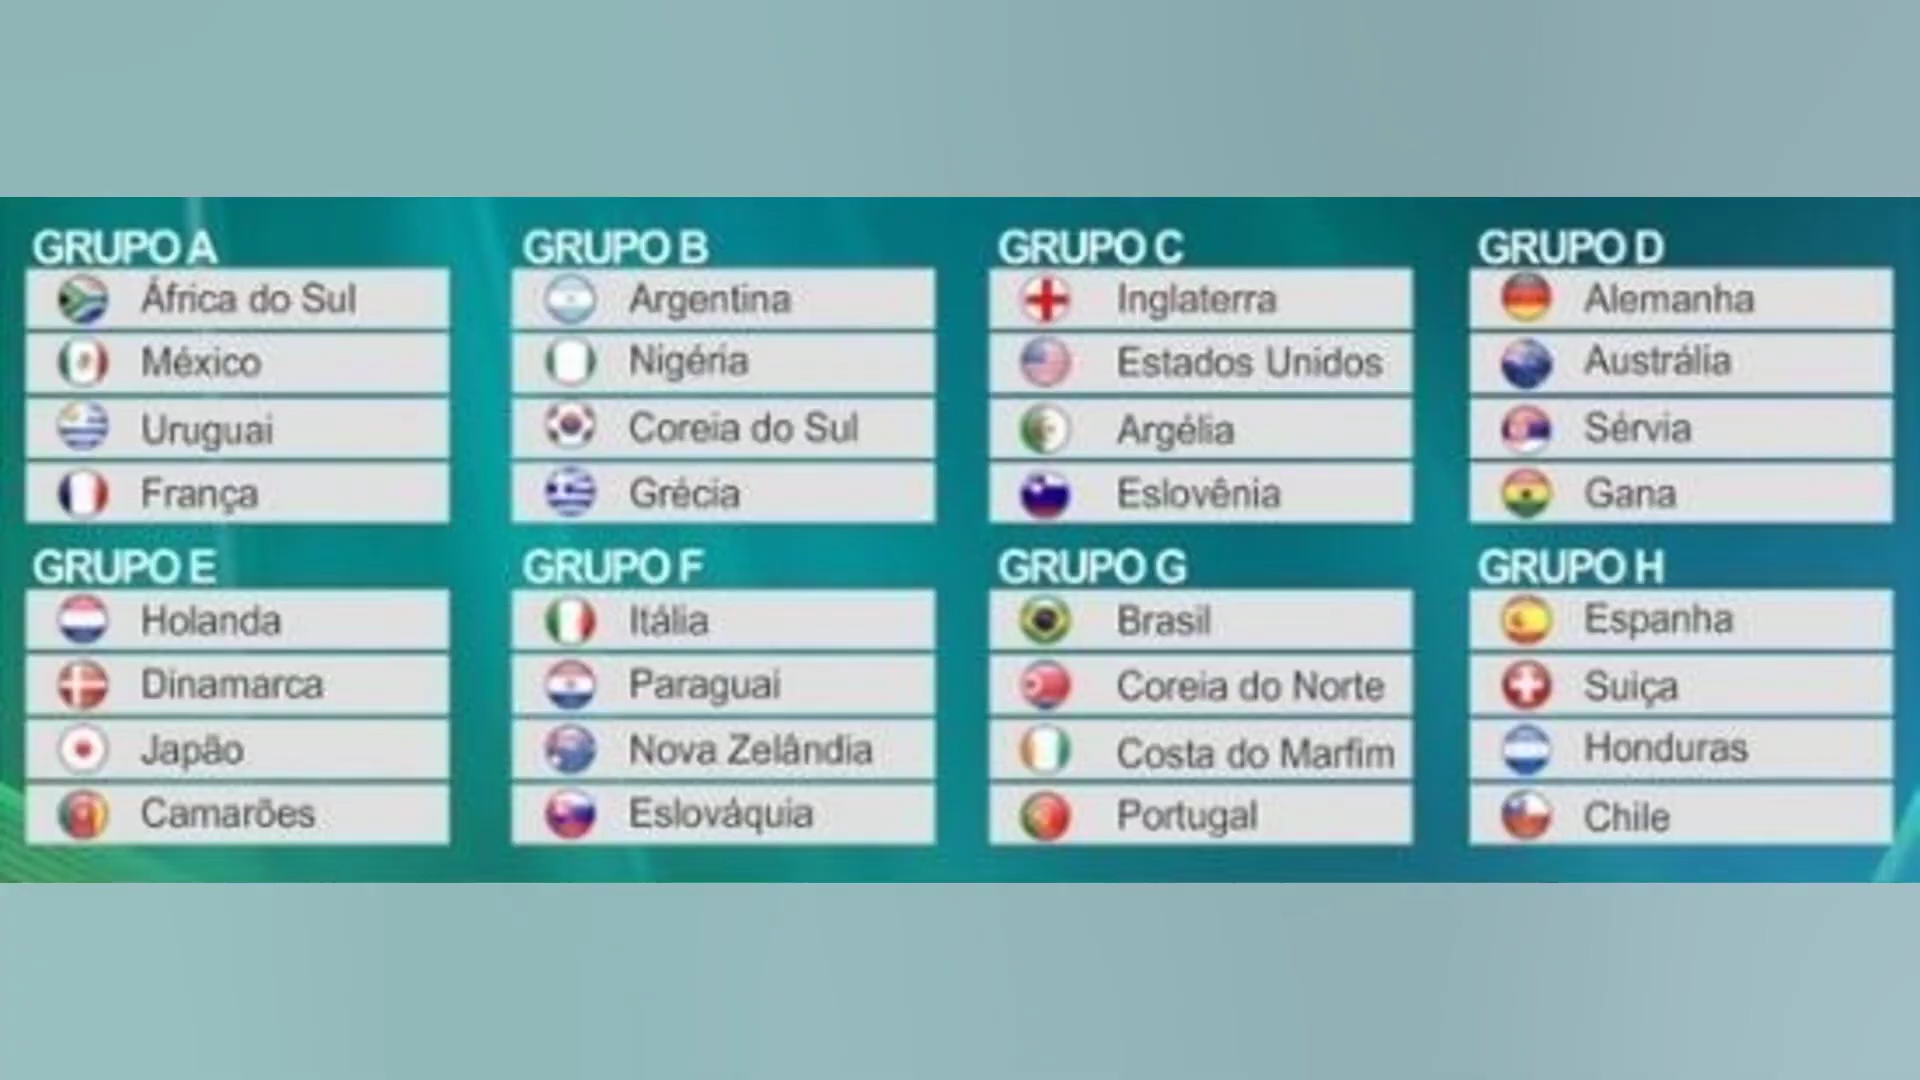 GRUPO A
África do Sul
México
Uruguai
França
GRUPO B
Argentina
Nigéria
Coreia do Sul
Grécia
GRUPO C
Inglaterra
Estados Unidos
Argélia
Eslovênia
GRUPO D
Alemanha
Austrália
Sérvia
Gana
GRUPO E
Holanda
Dinamarca
Japão
Camarões
GRUPO F
Itália
Paraguai
Nova Zelândia
Eslováquia
GRUPO G
Brasil
Coreia do Norte
Costa do Marfim
Portugal
GRUPO H
Espanha
Suiça
Honduras
Chile